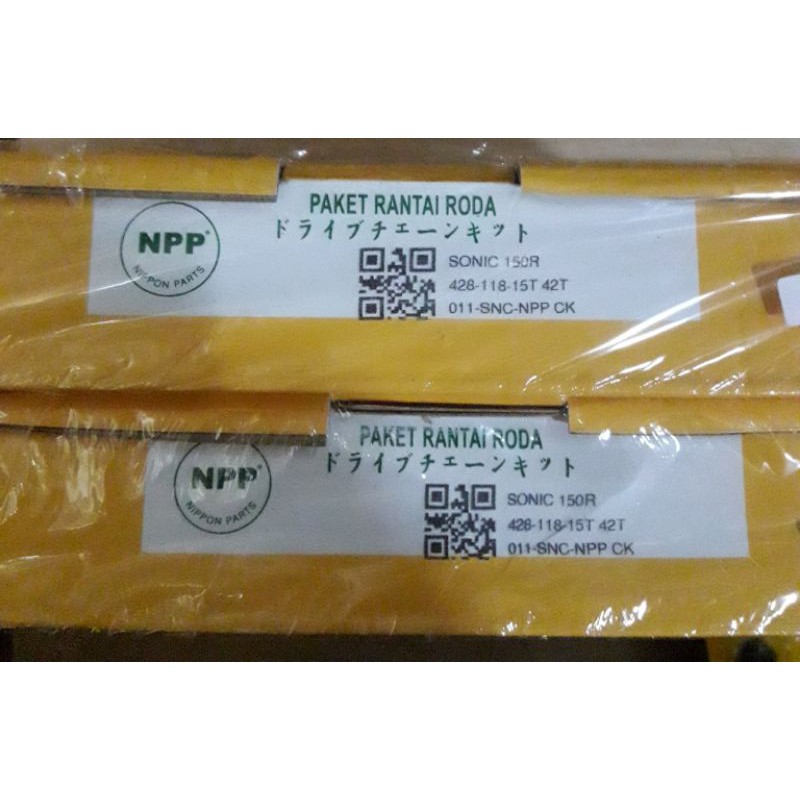 PAKET RANTAI RODA
ドライブチェーンキット
NPP
NIPPON PARTS
SONIC 150R
428-118-15T 42T
011-SNC-NPP CK
PAKET RANTAI RODA
ドライブチェーンキット
NPP
NIPPON PARTS
SONIC 150R
428-118-15T 42T
011-SNC-NPP CK